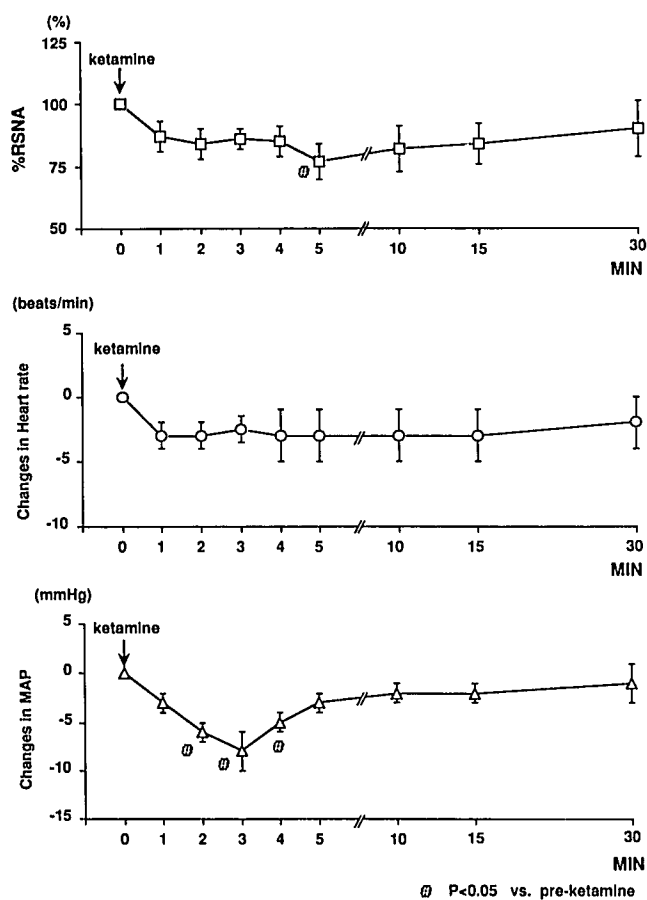 (%)
125
ketamine
100
%RSNA
75
@
50
0 1 2 3 4 5 10 15 30
MIN
(beats/min)
5
ketamine
0
Changes in Heart rate
-5
-10
0 1 2 3 4 5 10 15 30
MIN
(mmHg)
5
ketamine
0
Changes in MAP
-5
@ @ @
-10
-15
0 1 2 3 4 5 10 15 30
MIN
@ P<0.05 vs. pre-ketamine